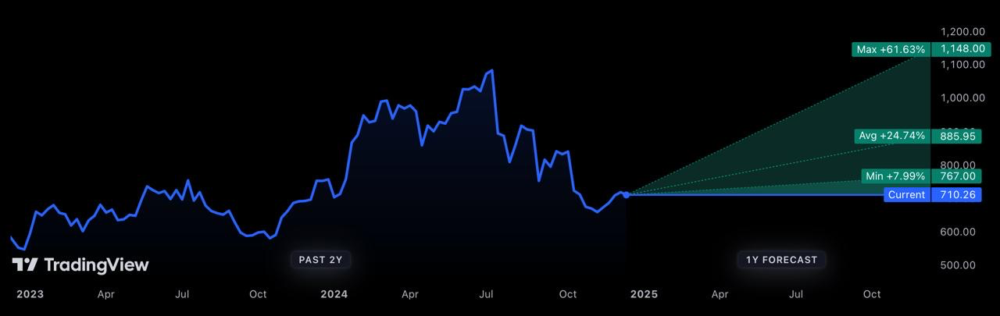 1,200.00
Max +61.63% 1,148.00
1,100.00
1,000.00
Avg +24.74% 885.95
800.00
Min +7.99% 767.00
Current 710.26
600.00
TradingView PAST 2Y 1Y FORECAST
500.00
2023 Apr Jul Oct 2024 Apr Jul Oct 2025 Apr Jul Oct